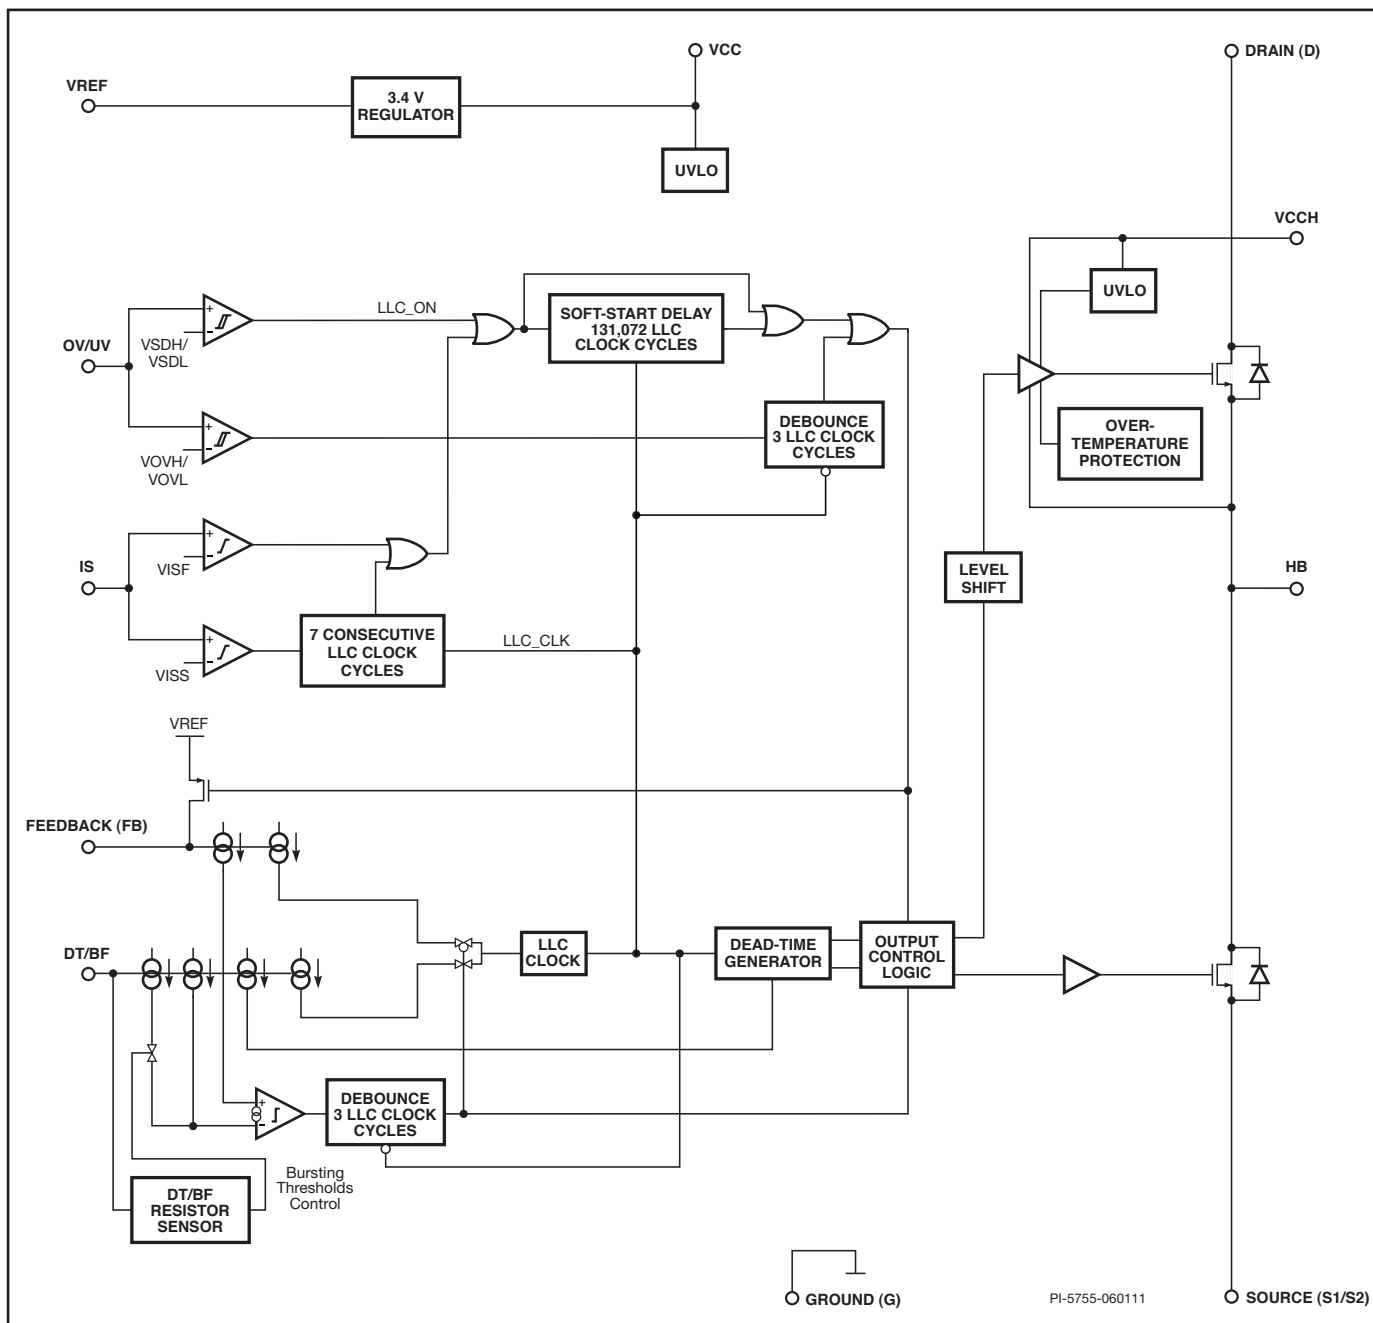 VCC
DRAIN (D)
VREF
3.4 V
REGULATOR
UVLO
VCCH
UVLO
LLC_ON
SOFT-START DELAY
131,072 LLC
CLOCK CYCLES
+
-
VSDH/
VSDL
OV/UV
DEBOUNCE
3 LLC CLOCK
CYCLES
OVER-
TEMPERATURE
PROTECTION
+
-
VOVH/
VOVL
+
-
VISF
IS
LEVEL
SHIFT
HB
7 CONSECUTIVE
LLC CLOCK
CYCLES
LLC_CLK
+
-
VISS
VREF
FEEDBACK (FB)
DT/BF
LLC
CLOCK
DEAD-TIME
GENERATOR
OUTPUT
CONTROL
LOGIC
+
-
DEBOUNCE
3 LLC CLOCK
CYCLES
Bursting
Thresholds
Control
DT/BF
RESISTOR
SENSOR
GROUND (G)
PI-5755-060111
SOURCE (S1/S2)